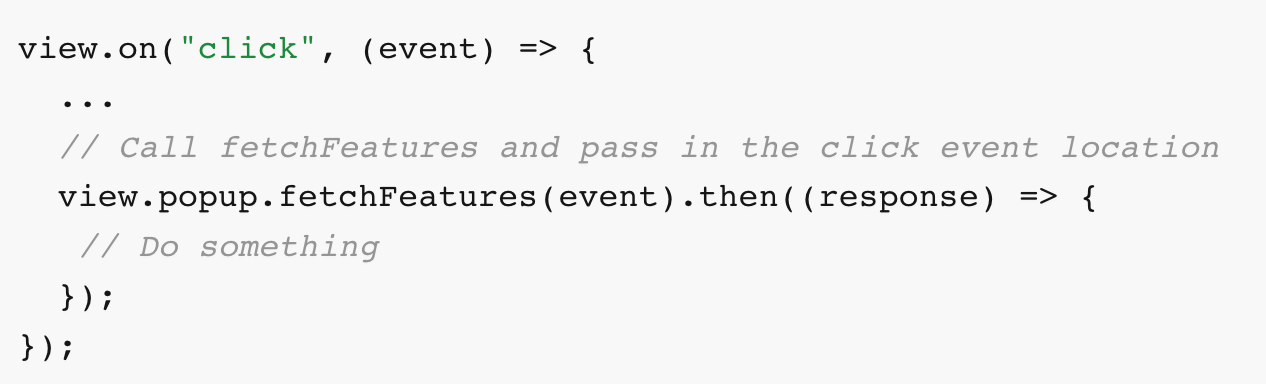 view.on("click", (event) => {
  ...
  // Call fetchFeatures and pass in the click event location
  view.popup.fetchFeatures(event).then((response) => {
   // Do something
  });
});